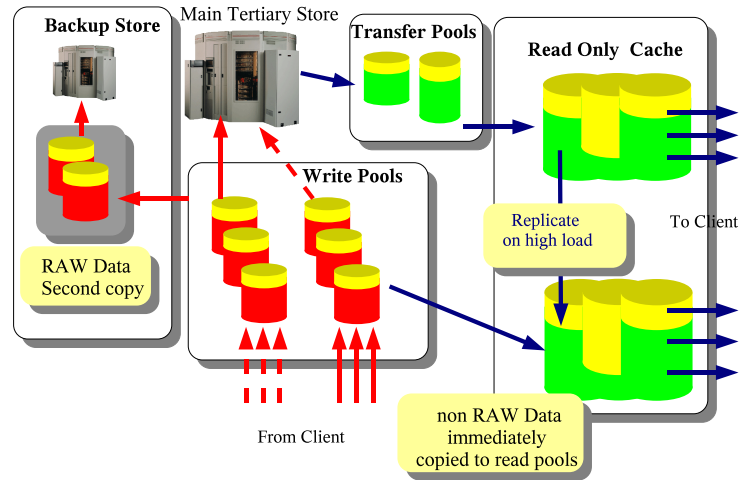 Backup Store
Main Tertiary Store
Transfer Pools
Read Only Cache
Write Pools
Replicate
on high load
To Client
RAW Data
Second copy
non RAW Data
immediately
copied to read pools
From Client